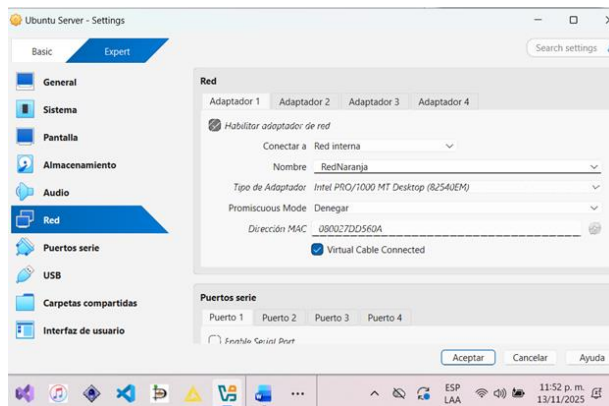 Ubuntu Server - Settings
Basic Expert Search settings
General
Sistema
Pantalla
Almacenamiento
Audio
Red
Puertos serie
USB
Carpetas compartidas
Interfaz de usuario
Red
Adaptador 1 Adaptador 2 Adaptador 3 Adaptador 4
Habilitar adaptador de red
Conectar a Red interna
Nombre RedNaranja
Tipo de Adaptador Intel PRO/1000 MT Desktop (82540EM)
Promiscuous Mode Denegar
Dirección MAC 080027DD560A
Virtual Cable Connected
Puertos serie
Puerto 1 Puerto 2 Puerto 3 Puerto 4
Enable Serial Port
Aceptar Cancelar Ayuda
ESP
LAA
11:52 p. m.
13/11/2025